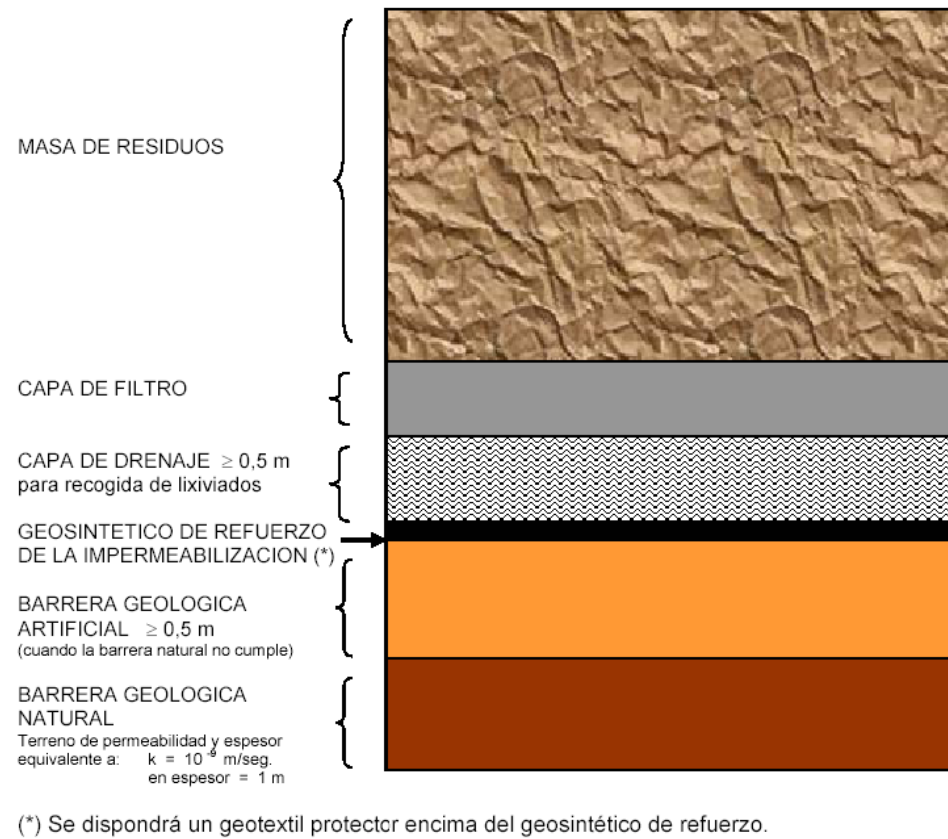 MASA DE RESIDUOS
CAPA DE FILTRO
CAPA DE DRENAJE ≥ 0,5 m
para recogida de lixiviados
GEOSINTETICO DE REFUERZO
DE LA IMPERMEABILIZACION (*)
BARRERA GEOLOGICA
ARTIFICIAL ≥ 0,5 m
(cuando la barrera natural no cumple)
BARRERA GEOLOGICA
NATURAL
Terreno de permeabilidad y espesor
equivalente a: k = 10⁻⁹ m/seg.
en espesor = 1 m
(*) Se dispondrá un geotextil protector encima del geosintético de refuerzo.